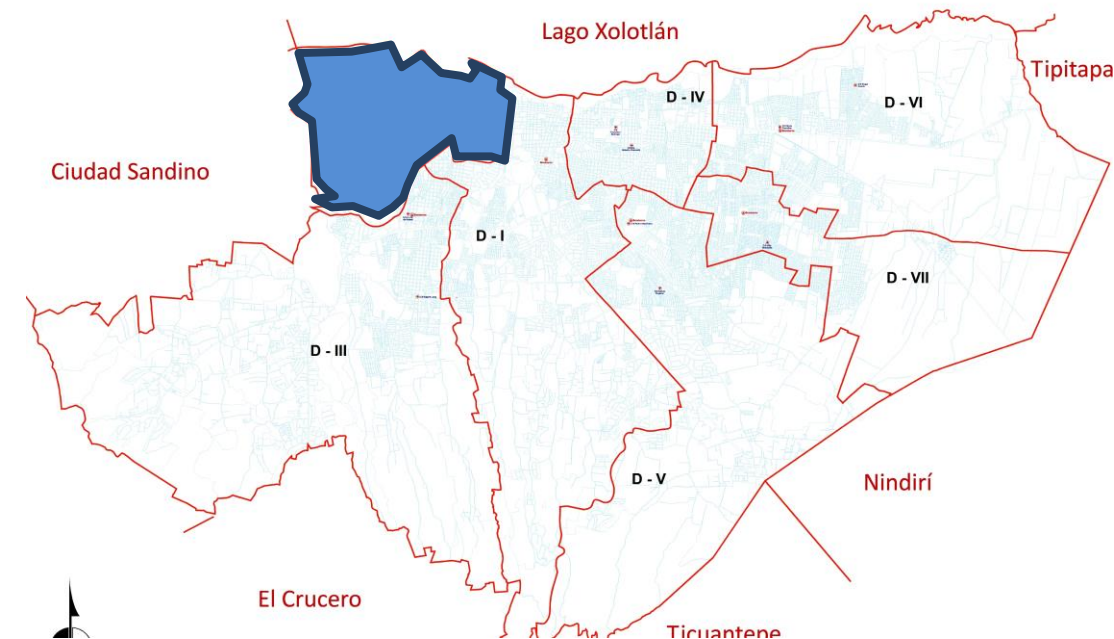 Lago Xolotlán
Tipitapa
D - IV
D - VI
Ciudad Sandino
D - I
D - VII
D - III
D - V
Nindirí
El Crucero
Ticuantepe